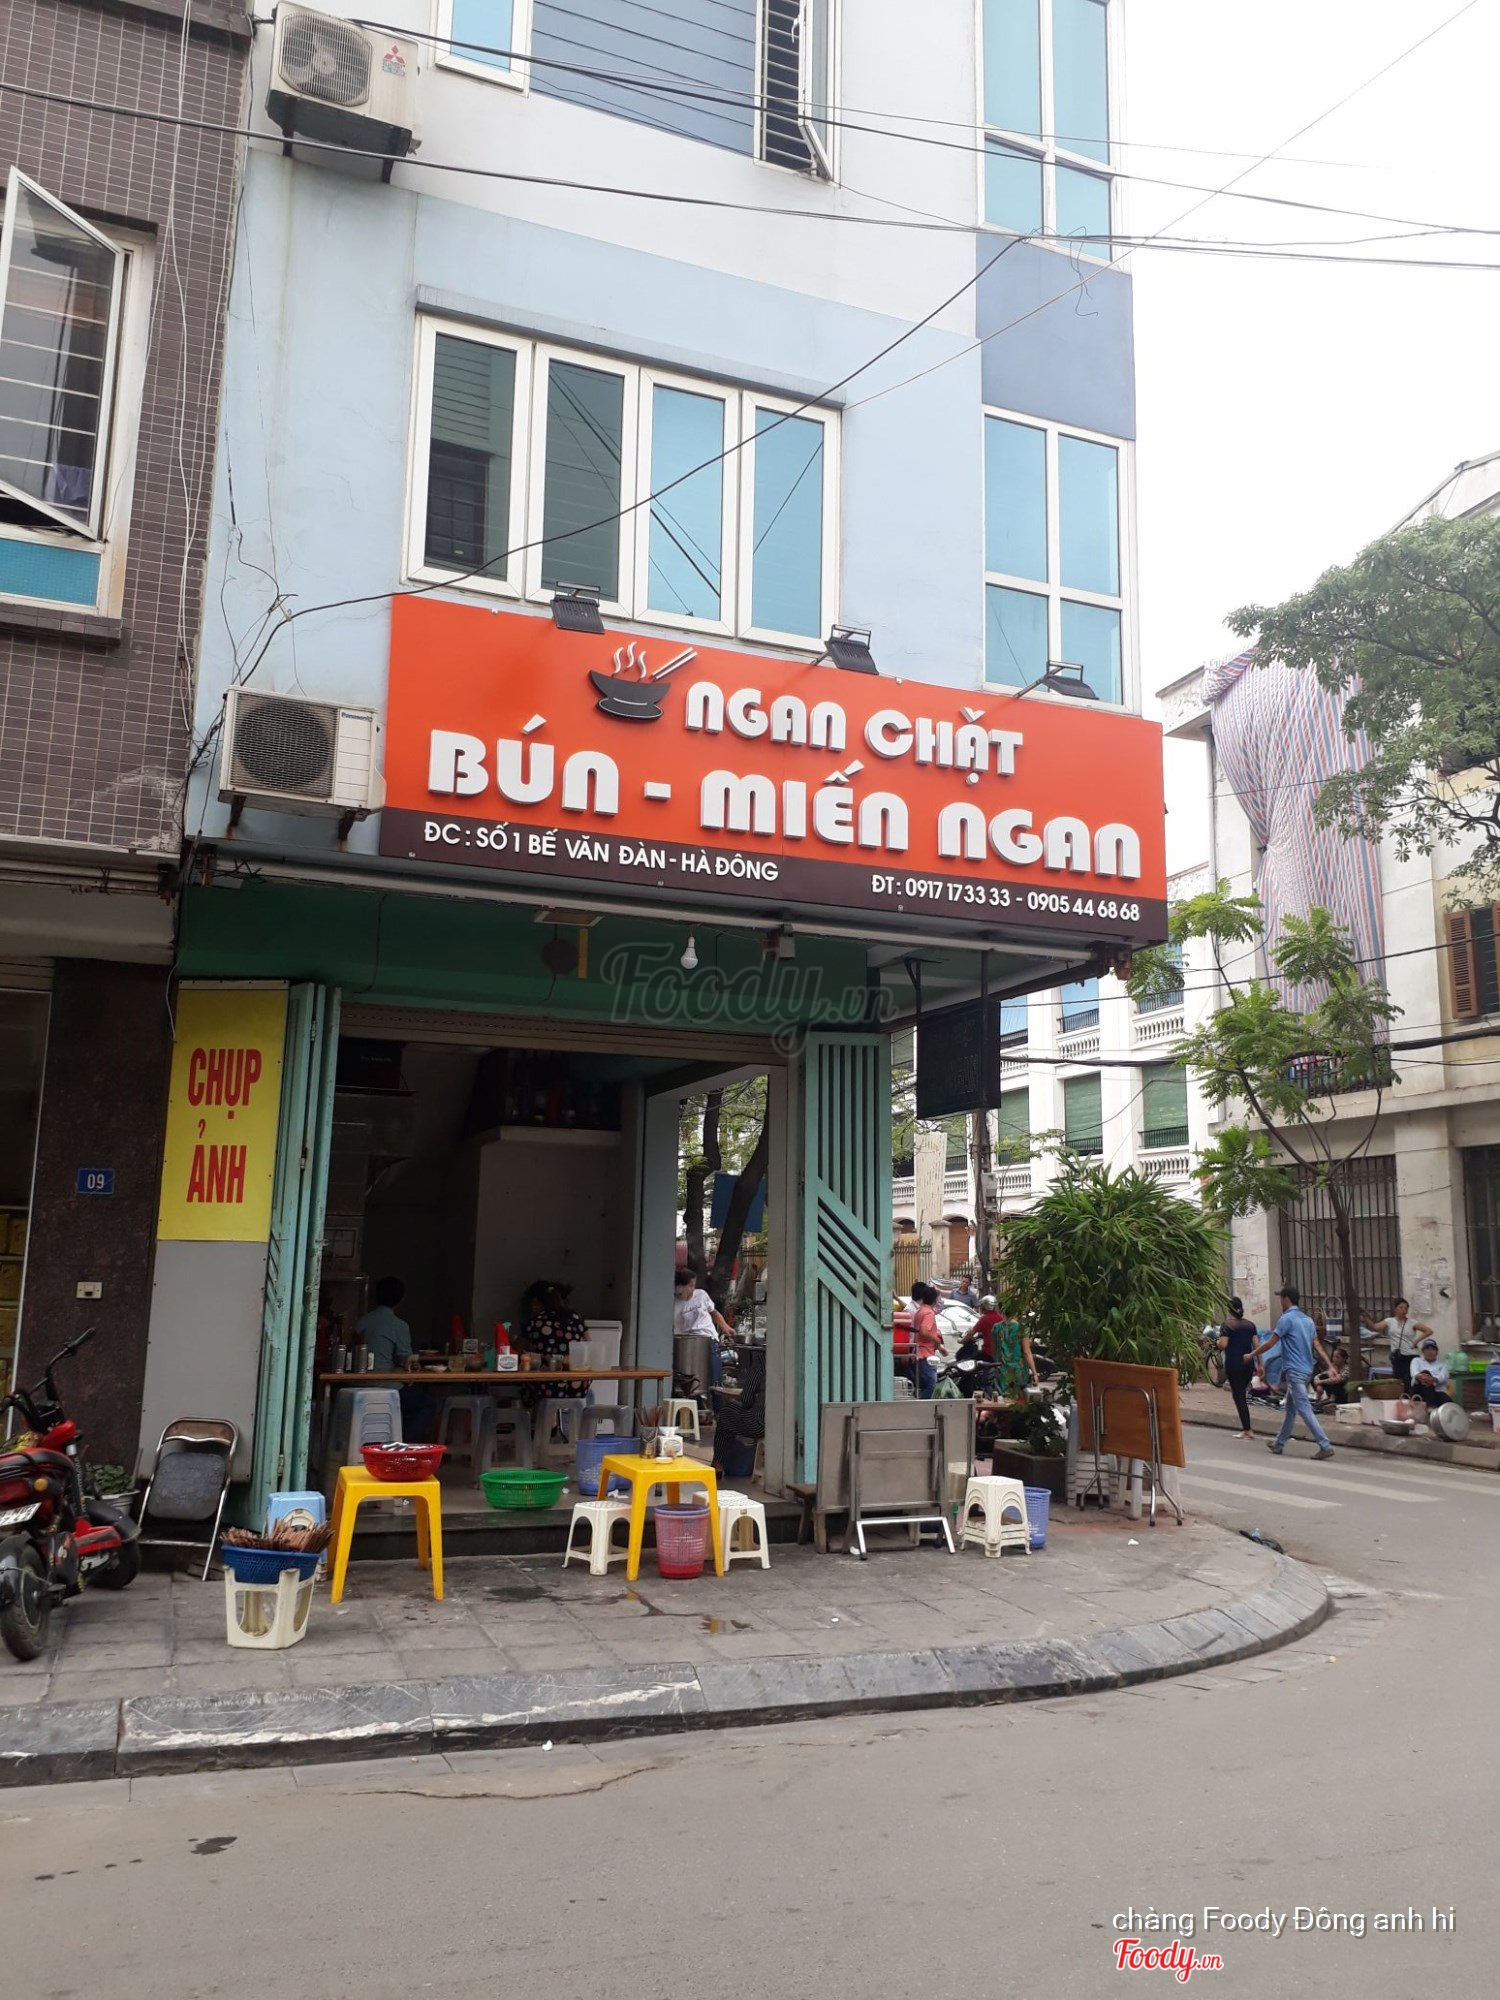 NGAN CHẶT
BÚN - MIẾN NGAN
ĐC : SỐ 1 BẾ VĂN ĐÀN - HÀ ĐÔNG
ĐT : 0917 17 33 33 - 0905 44 68 68
Foody.vn
CHỤP
ẢNH
09
chàng Foody Đông anh hi
Foody.vn